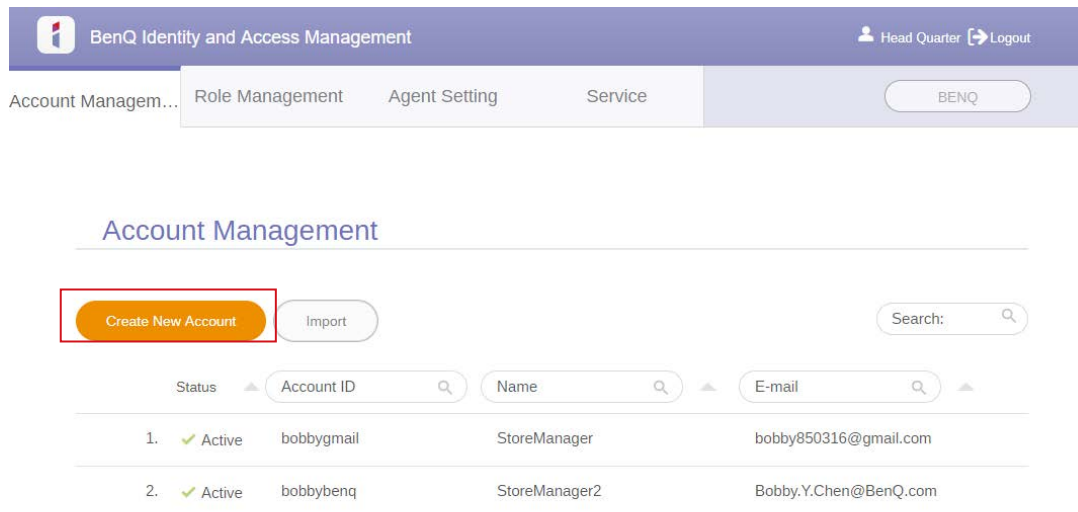 BenQ Identity and Access Management Head Quarter Logout
Account Managem... Role Management Agent Setting Service BENQ
Account Management
Create New Account Import Search:
Status Account ID Name E-mail
1. Active bobbygmail StoreManager bobby850316@gmail.com
2. Active bobbybenq StoreManager2 Bobby.Y.Chen@BenQ.com